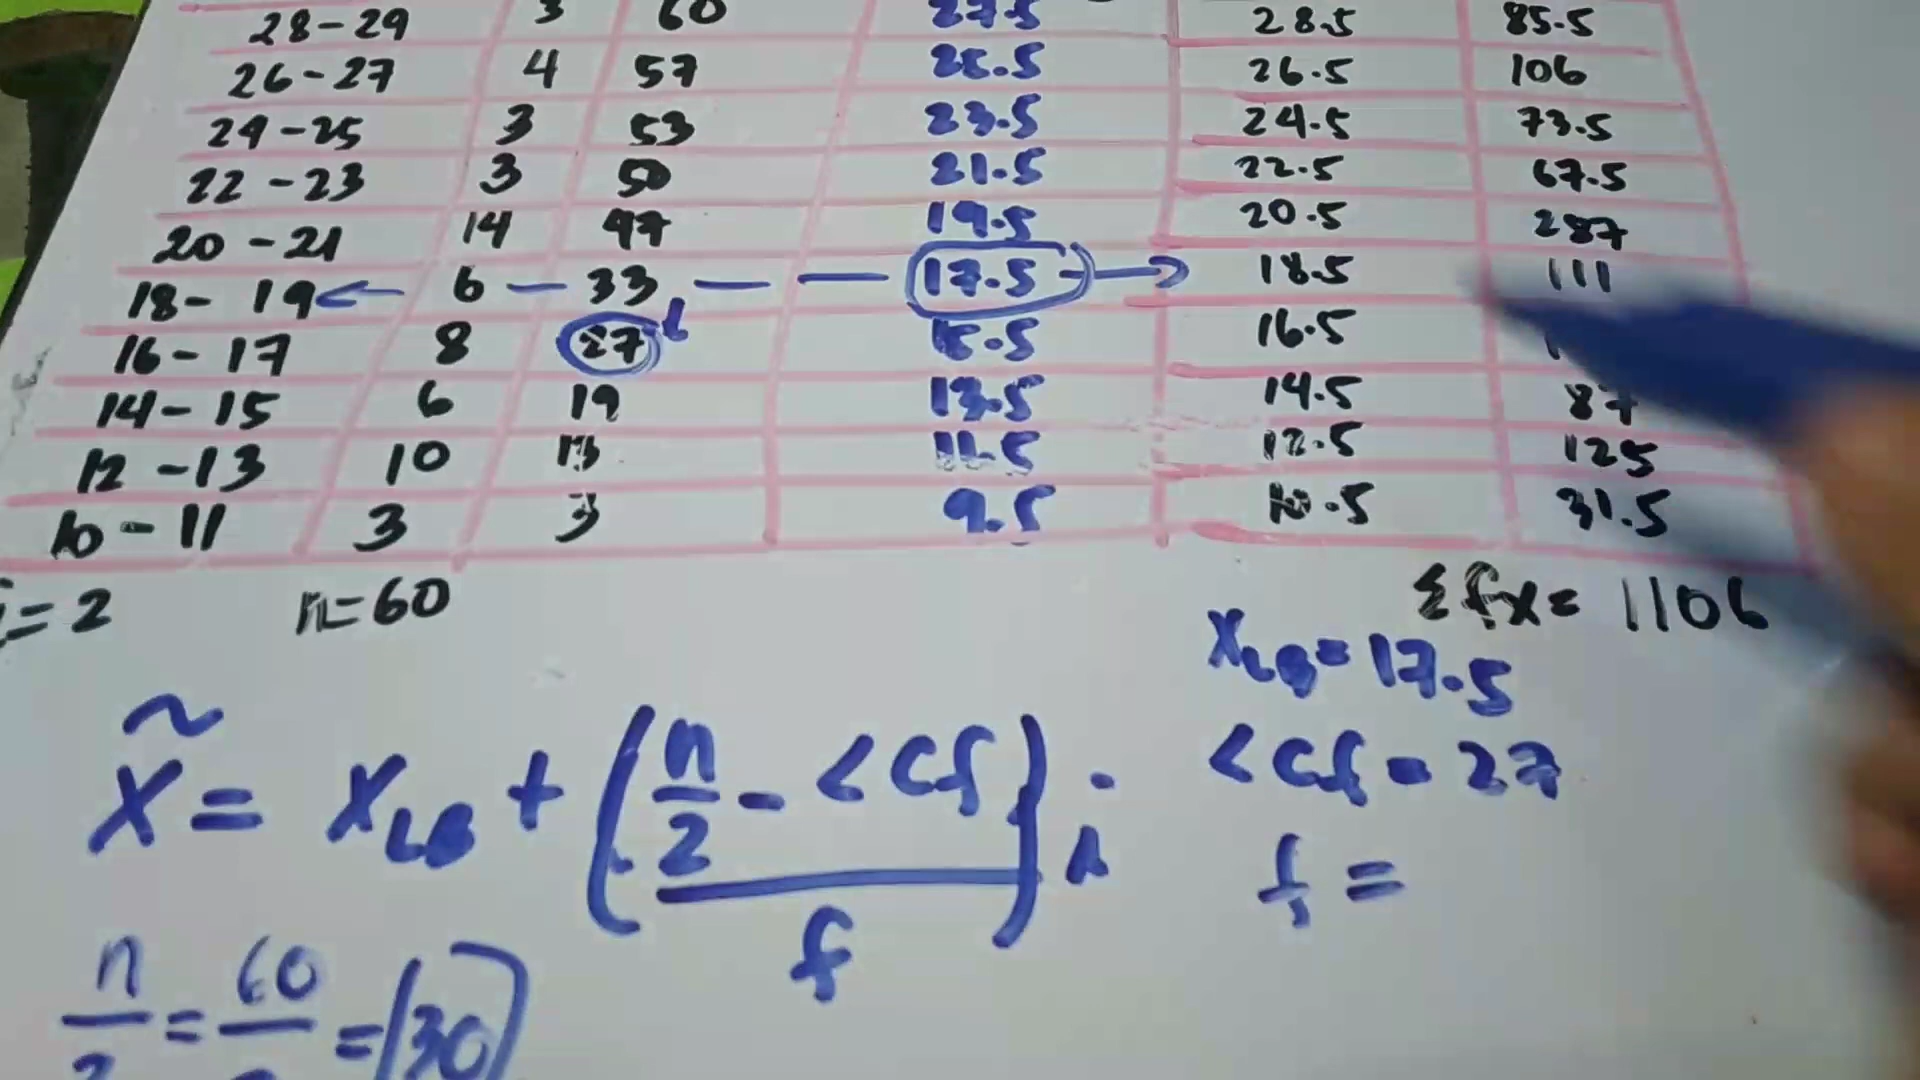 28-29 3 60 27.5 28.5 85.5
26-27 4 57 25.5 26.5 106
24-25 3 53 23.5 24.5 73.5
22-23 3 50 21.5 22.5 67.5
20-21 14 47 19.5 20.5 287
18-19 6 33 17.5 18.5 111
16-17 8 27 15.5 16.5
14-15 6 19 13.5 14.5 87
12-13 10 13 11.5 12.5 125
10-11 3 3 9.5 10.5 31.5
i=2 n=60 Σfx= 1106
X̃ = X_LB + (n/2 - <cf / f) i
X_LB = 17.5
<cf = 27
f =
n/2 = 60/2 = 30